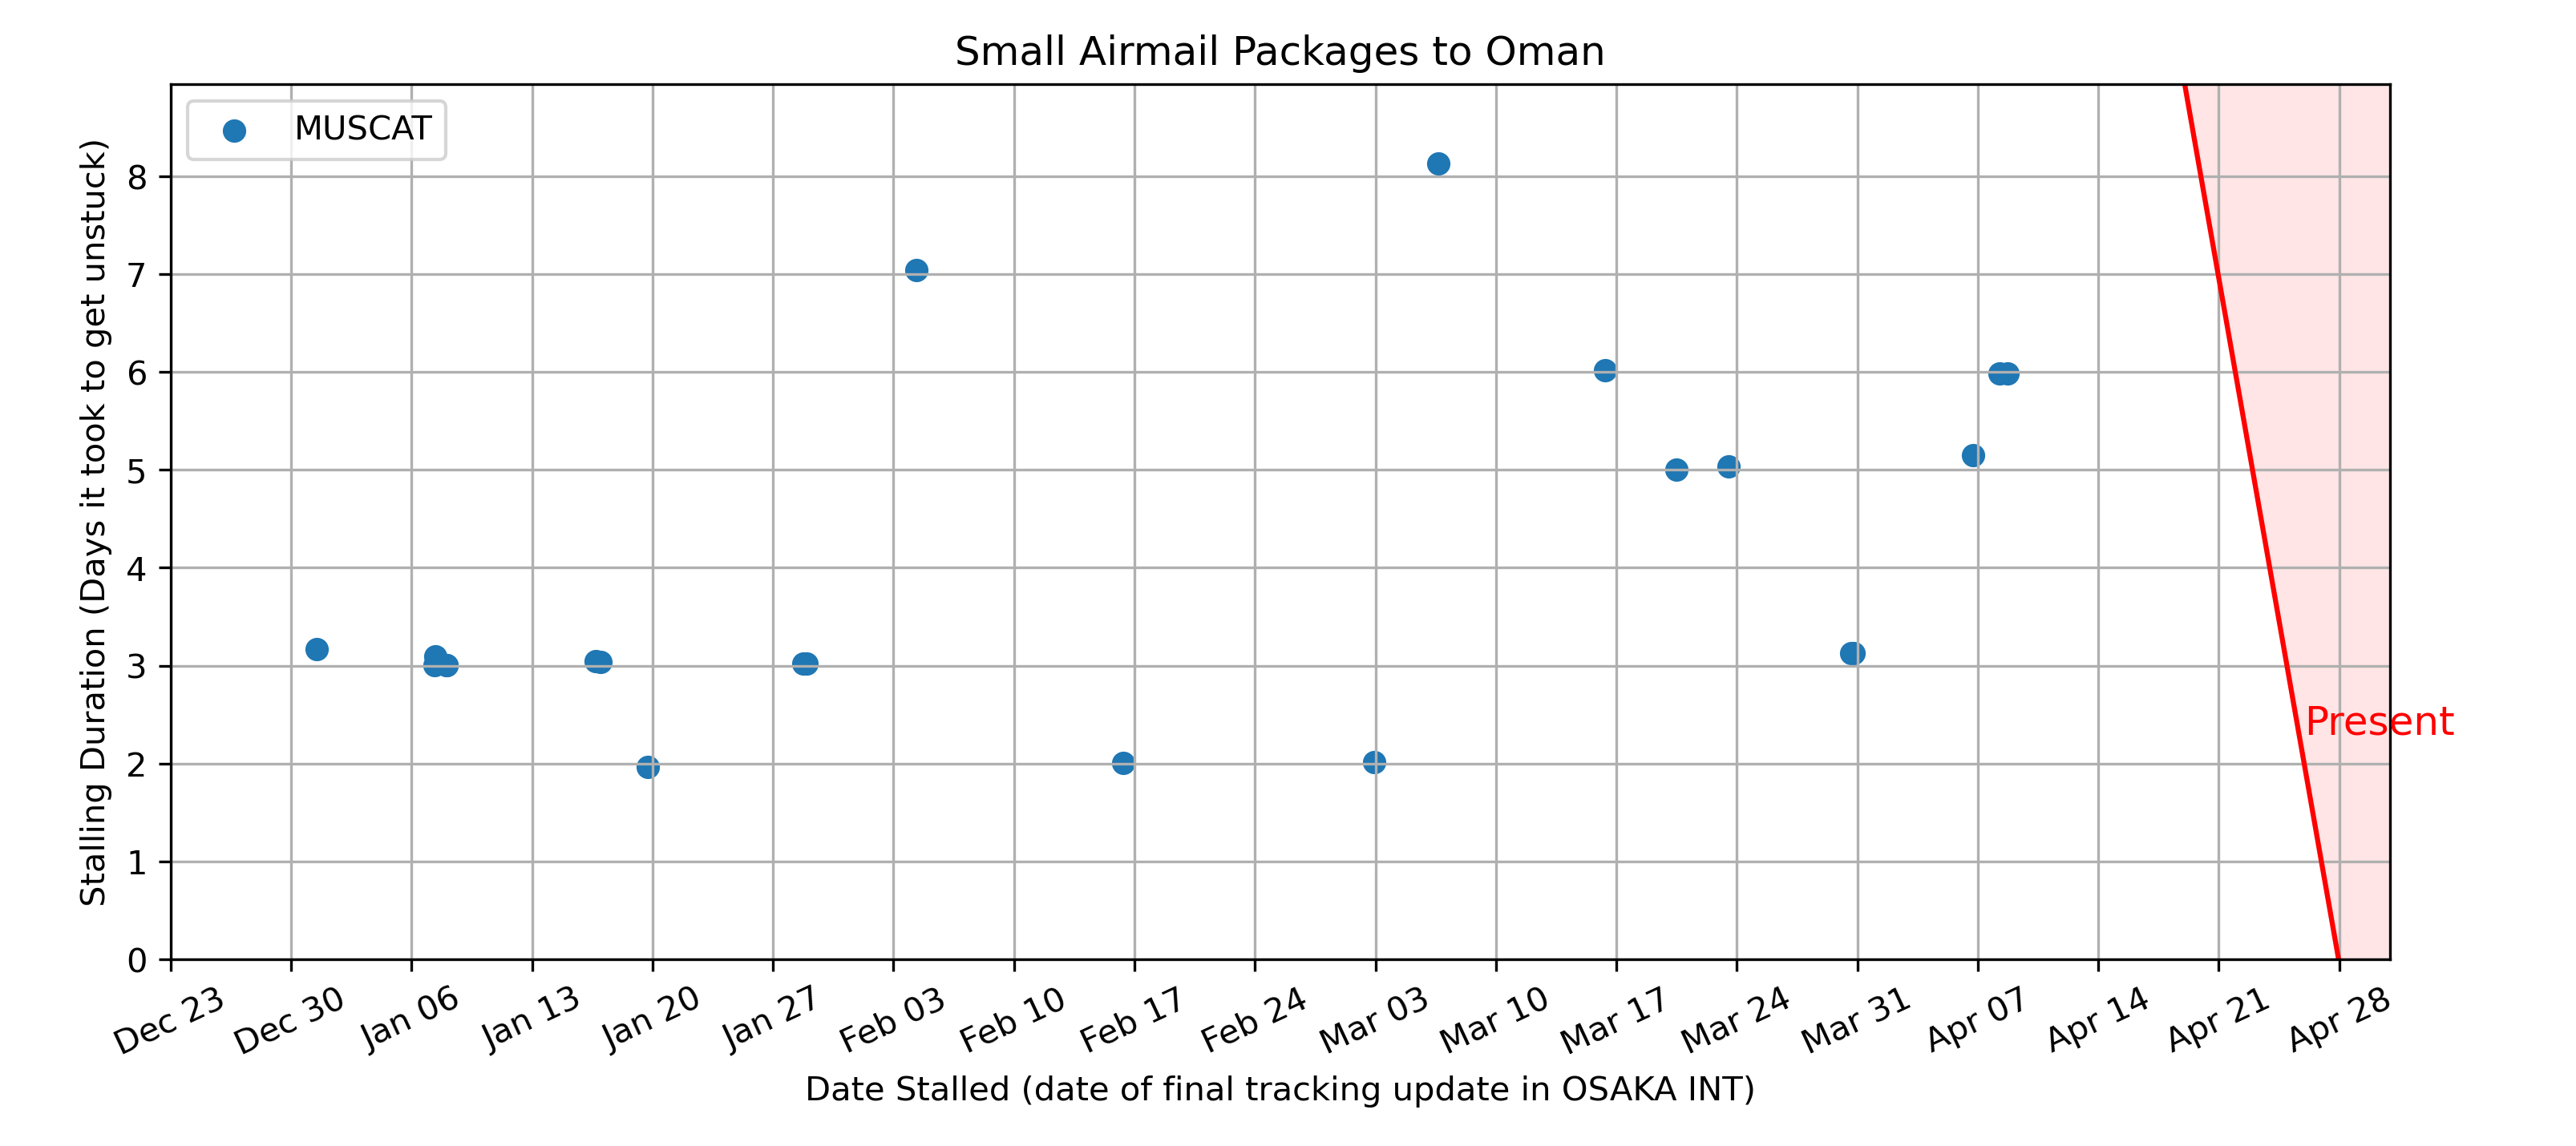 Small Airmail Packages to Oman
MUSCAT
Stalling Duration (Days it took to get unstuck)
8
7
6
5
4
3
2
1
0
Present
Dec 23
Dec 30
Jan 06
Jan 13
Jan 20
Jan 27
Feb 03
Feb 10
Feb 17
Feb 24
Mar 03
Mar 10
Mar 17
Mar 24
Mar 31
Apr 07
Apr 14
Apr 21
Apr 28
Date Stalled (date of final tracking update in OSAKA INT)